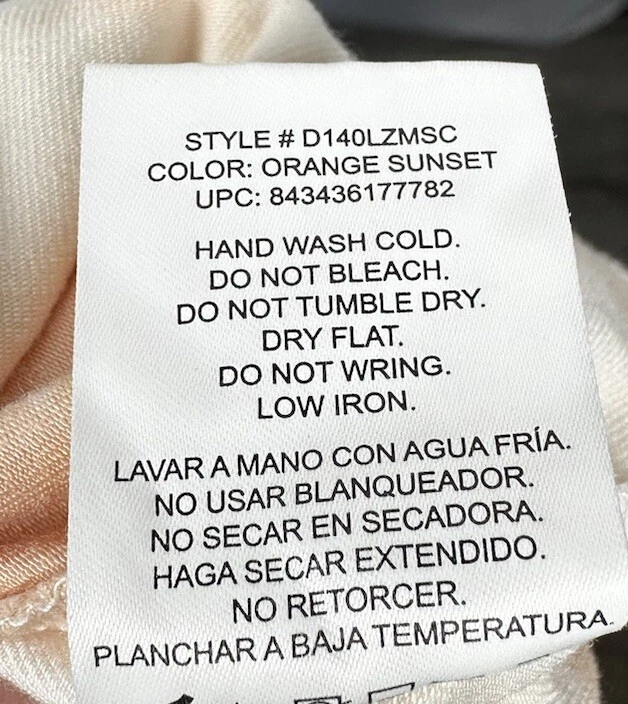 STYLE # D140LZMSC
COLOR: ORANGE SUNSET
UPC: 843436177782
HAND WASH COLD.
DO NOT BLEACH.
DO NOT TUMBLE DRY.
DRY FLAT.
DO NOT WRING.
LOW IRON.
LAVAR A MANO CON AGUA FRÍA.
NO USAR BLANQUEADOR.
NO SECAR EN SECADORA.
HAGA SECAR EXTENDIDO.
NO RETORCER.
PLANCHAR A BAJA TEMPERATURA.